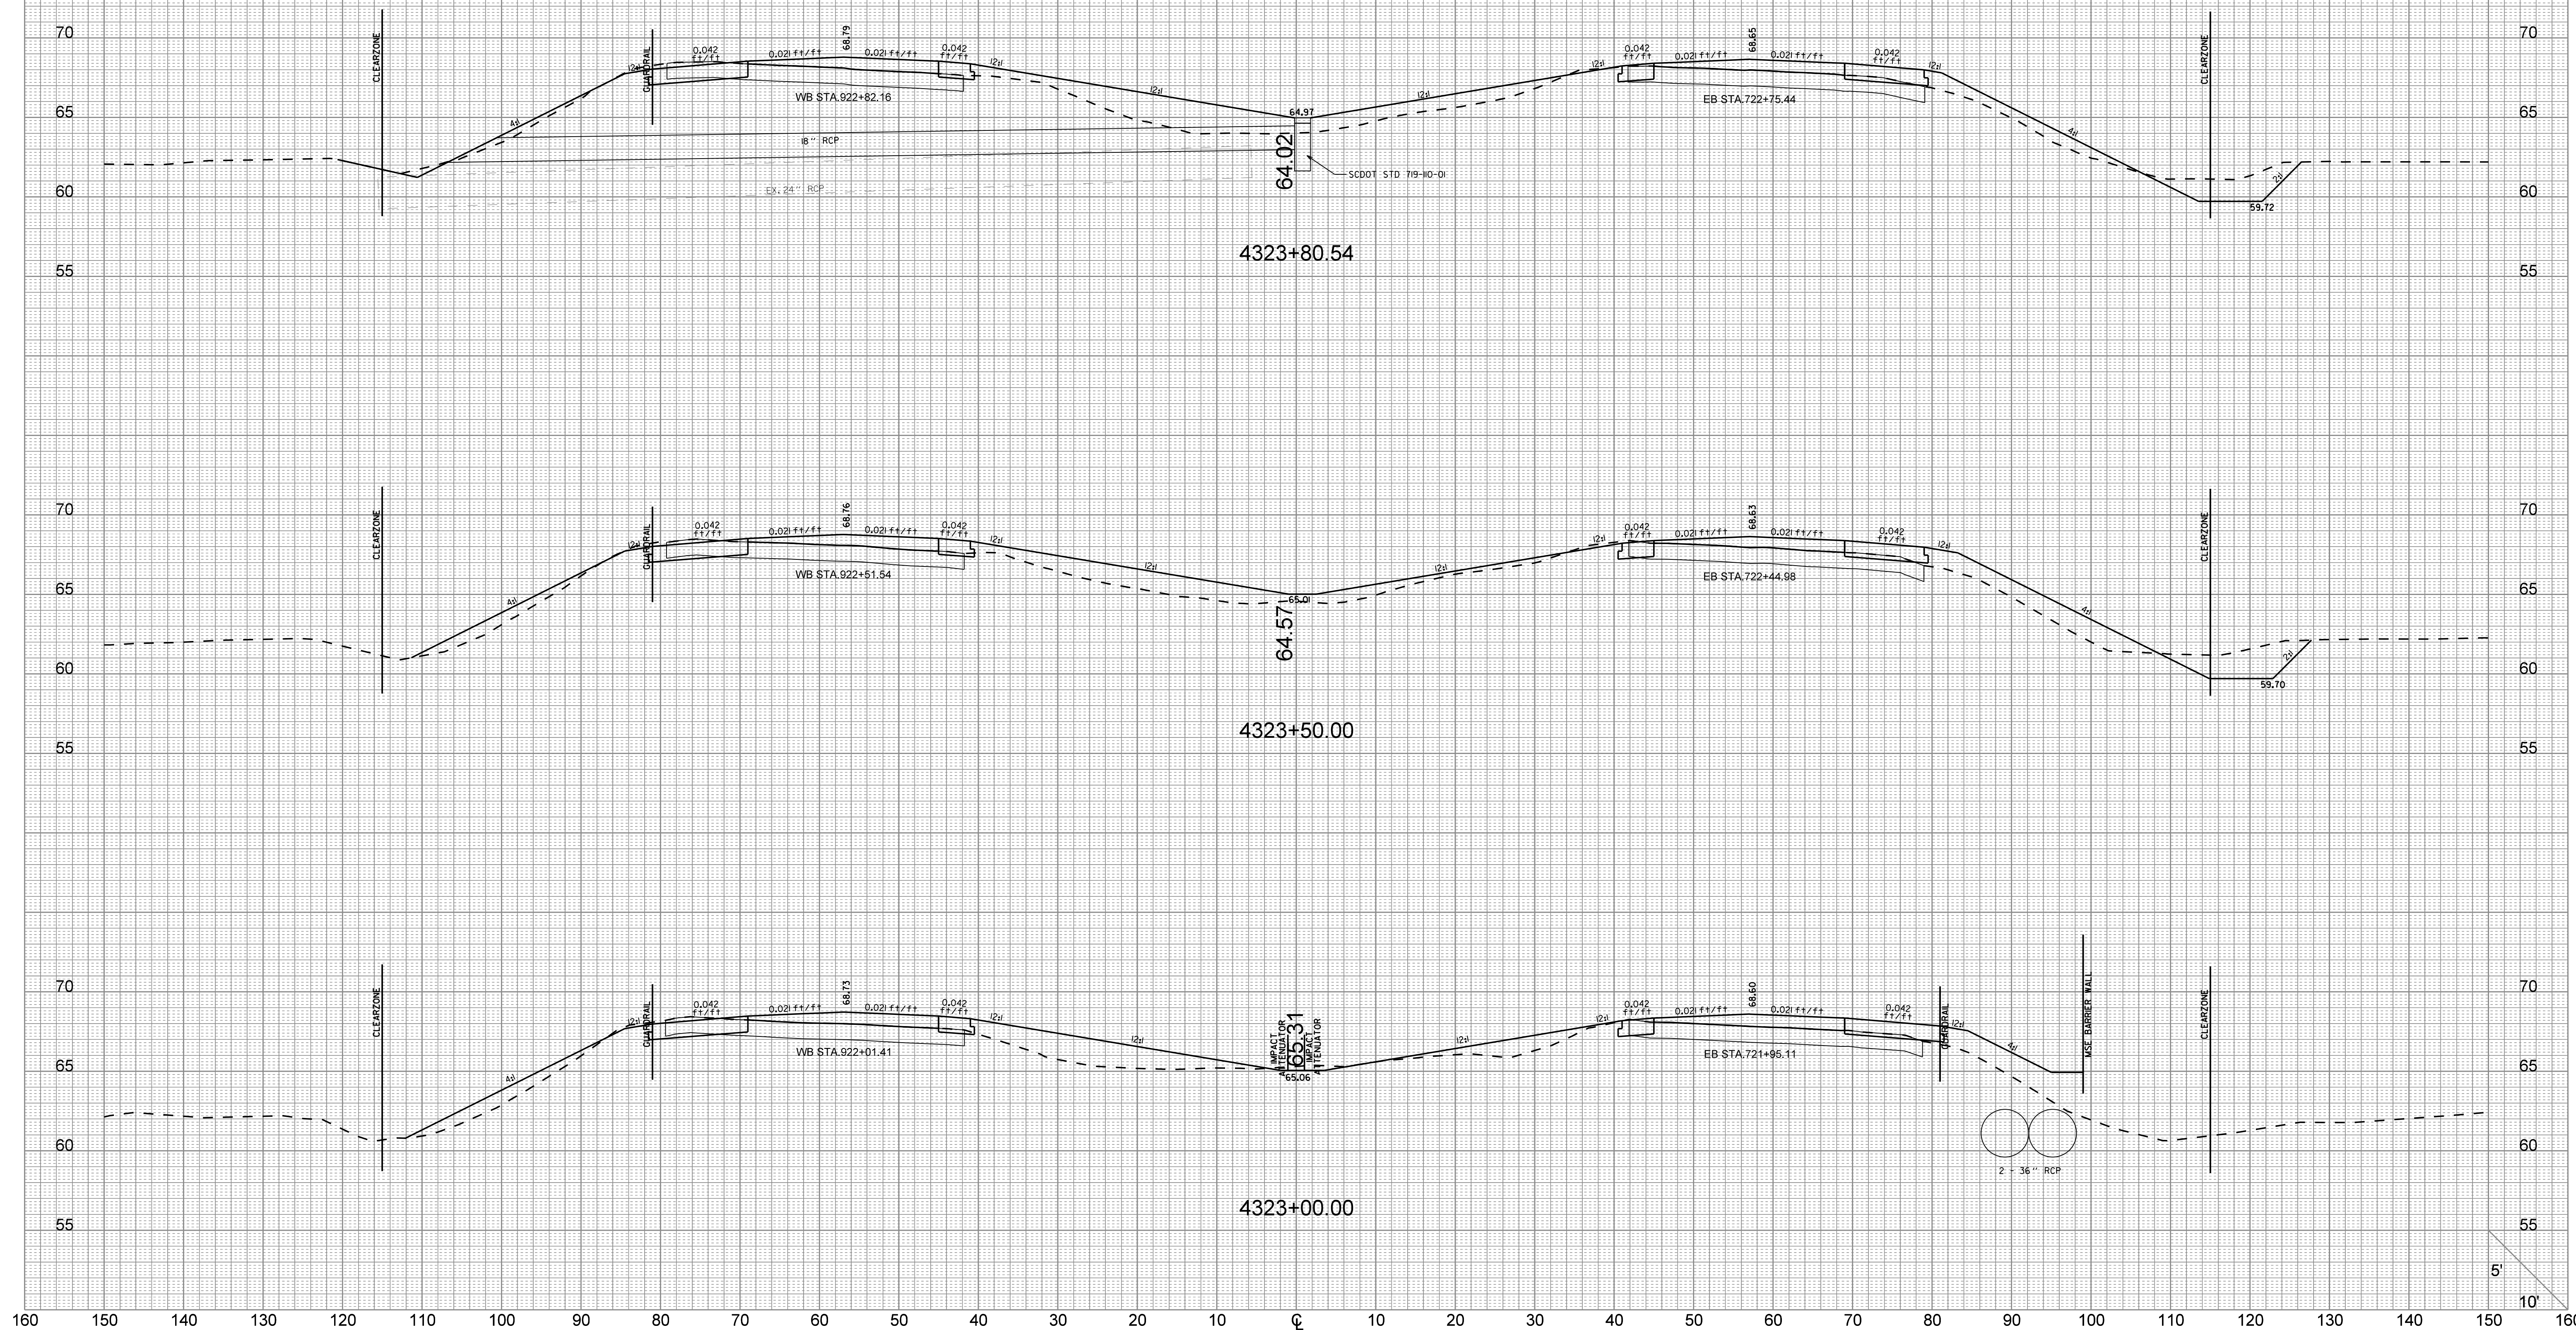 70 CLEARZONE GUARDRAIL 0.042 ft/ft 0.021 ft/ft 68.79 0.021 ft/ft 0.042 ft/ft 12:1 0.042 ft/ft 0.021 ft/ft 68.65 0.021 ft/ft 0.042 ft/ft 12:1 CLEARZONE 70
12:1 12:1 12:1 12:1
65 4:1 WB STA.922+82.16 64.97 EB STA.722+75.44 4:1 65
18" RCP
64.02
SCDOT STD 719-110-01
60 EX. 24" RCP 2:1 60
59.72
4323+80.54
55 55
70 CLEARZONE GUARDRAIL 0.042 ft/ft 0.021 ft/ft 68.76 0.021 ft/ft 0.042 ft/ft 12:1 0.042 ft/ft 0.021 ft/ft 68.63 0.021 ft/ft 0.042 ft/ft 12:1 CLEARZONE 70
12:1 12:1 12:1 12:1
65 4:1 WB STA.922+51.54 65.01 EB STA.722+44.98 4:1 65
64.57
60 2:1 60
59.70
4323+50.00
55 55
70 CLEARZONE GUARDRAIL 0.042 ft/ft 0.021 ft/ft 68.73 0.021 ft/ft 0.042 ft/ft 12:1 0.042 ft/ft 0.021 ft/ft 68.60 0.021 ft/ft 0.042 ft/ft 12:1 GUARDRAIL MSE BARRIER WALL CLEARZONE 70
12:1 12:1 IMPACT ATTENUATOR 65.31 IMPACT ATTENUATOR 12:1 12:1
65 4:1 WB STA.922+01.41 65.06 EB STA.721+95.11 4:1 65
60 60
2 - 36" RCP
4323+00.00
55 55
5'
10'
160 150 140 130 120 110 100 90 80 70 60 50 40 30 20 10 CL 10 20 30 40 50 60 70 80 90 100 110 120 130 140 150